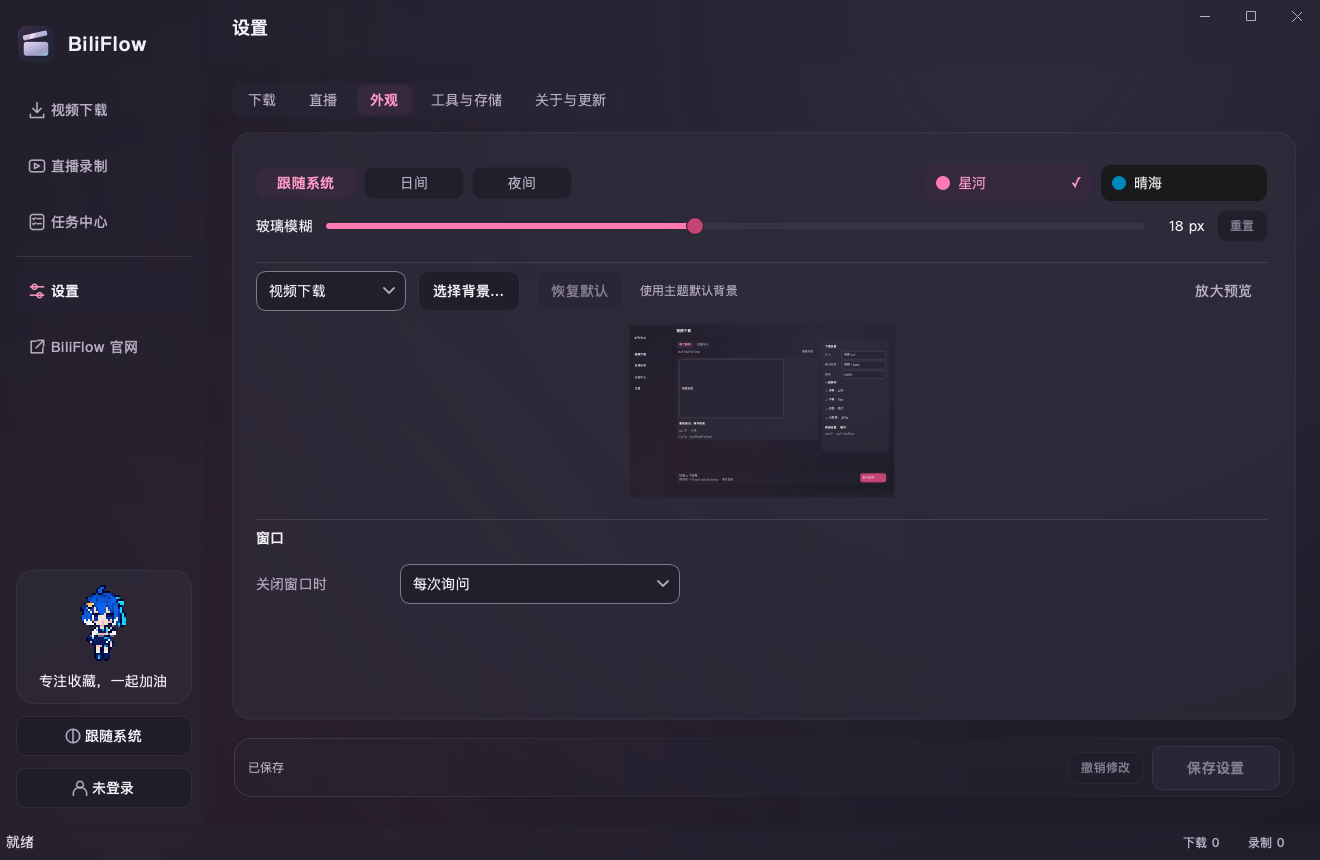 BiliFlow
视频下载
直播录制
任务中心
设置
BiliFlow 官网
专注收藏，一起加油
跟随系统
未登录
就绪
设置
下载 直播 外观 工具与存储 关于与更新
跟随系统 日间 夜间 星河 ✓ 晴海
玻璃模糊 18 px 重置
视频下载 选择背景... 恢复默认 使用主题默认背景 放大预览
窗口
关闭窗口时 每次询问
已保存 撤销修改 保存设置
下载 0 录制 0